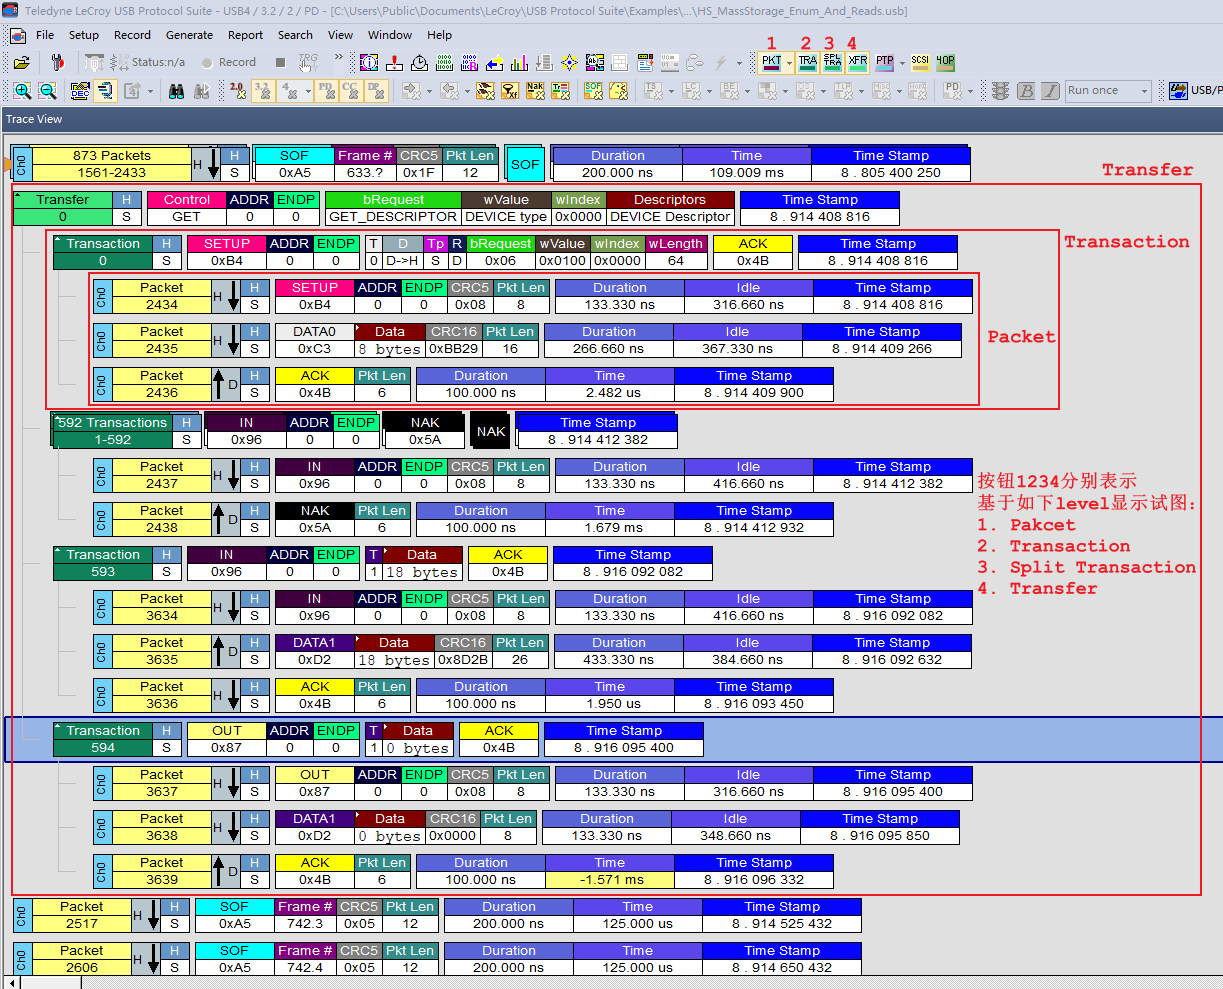 Teledyne LeCroy USB Protocol Suite - USB4 / 3.2 / 2 / PD - [C:\Users\Public\Documents\LeCroy\USB Protocol Suite\Examples\...\HS_MassStorage_Enum_And_Reads.usb]
File Setup Record Generate Report Search View Window Help
1 2 3 4
Status:n/a Record PKT TRA SPL TRA XFR PTP SCSI
Run once USB/P
Trace View
873 Packets H H SOF Frame # CRC5 Pkt Len SOF Duration Time Time Stamp
Ch0 1561-2433 S 0xA5 633.? 0x1F 12 200.000 ns 109.009 ms 8 . 805 400 250
Transfer
Transfer H Control ADDR ENDP bRequest wValue wIndex Descriptors Time Stamp
0 S GET 0 0 GET_DESCRIPTOR DEVICE type 0x0000 DEVICE Descriptor 8 . 914 408 816
Transaction
Transaction H SETUP ADDR ENDP T D Tp R bRequest wValue wIndex wLength ACK Time Stamp
0 S 0xB4 0 0 0 D->H S D 0x06 0x0100 0x0000 64 0x4B 8 . 914 408 816
Packet H H SETUP ADDR ENDP CRC5 Pkt Len Duration Idle Time Stamp
Ch0 2434 S 0xB4 0 0 0x08 8 133.330 ns 316.660 ns 8 . 914 408 816
Packet H H DATA0 Data CRC16 Pkt Len Duration Idle Time Stamp
Ch0 2435 S 0xC3 8 bytes 0xBB29 16 266.660 ns 367.330 ns 8 . 914 409 266
Packet
Packet D H ACK Pkt Len Duration Time Time Stamp
Ch0 2436 S 0x4B 6 100.000 ns 2.482 us 8 . 914 409 900
592 Transactions H IN ADDR ENDP NAK NAK Time Stamp
1-592 S 0x96 0 0 0x5A 8 . 914 412 382
Packet H H IN ADDR ENDP CRC5 Pkt Len Duration Idle Time Stamp
Ch0 2437 S 0x96 0 0 0x08 8 133.330 ns 416.660 ns 8 . 914 412 382
Packet D H NAK Pkt Len Duration Time Time Stamp
Ch0 2438 S 0x5A 6 100.000 ns 1.679 ms 8 . 914 412 932
按钮1234分别表示
基于如下level显示试图:
1. Pakcet
2. Transaction
3. Split Transaction
4. Transfer
Transaction H IN ADDR ENDP T Data ACK Time Stamp
593 S 0x96 0 0 1 18 bytes 0x4B 8 . 916 092 082
Packet H H IN ADDR ENDP CRC5 Pkt Len Duration Idle Time Stamp
Ch0 3634 S 0x96 0 0 0x08 8 133.330 ns 416.660 ns 8 . 916 092 082
Packet D H DATA1 Data CRC16 Pkt Len Duration Idle Time Stamp
Ch0 3635 S 0xD2 18 bytes 0x8D2B 26 433.330 ns 384.660 ns 8 . 916 092 632
Packet H H ACK Pkt Len Duration Time Time Stamp
Ch0 3636 S 0x4B 6 100.000 ns 1.950 us 8 . 916 093 450
Transaction H OUT ADDR ENDP T Data ACK Time Stamp
594 S 0x87 0 0 1 0 bytes 0x4B 8 . 916 095 400
Packet H H OUT ADDR ENDP CRC5 Pkt Len Duration Idle Time Stamp
Ch0 3637 S 0x87 0 0 0x08 8 133.330 ns 316.660 ns 8 . 916 095 400
Packet H H DATA1 Data CRC16 Pkt Len Duration Idle Time Stamp
Ch0 3638 S 0xD2 0 bytes 0x0000 8 133.330 ns 348.660 ns 8 . 916 095 850
Packet D H ACK Pkt Len Duration Time Time Stamp
Ch0 3639 S 0x4B 6 100.000 ns -1.571 ms 8 . 916 096 332
Packet H H SOF Frame # CRC5 Pkt Len Duration Time Time Stamp
Ch0 2517 S 0xA5 742.3 0x05 12 200.000 ns 125.000 us 8 . 914 525 432
Packet H H SOF Frame # CRC5 Pkt Len Duration Time Time Stamp
Ch0 2606 S 0xA5 742.4 0x05 12 200.000 ns 125.000 us 8 . 914 650 432